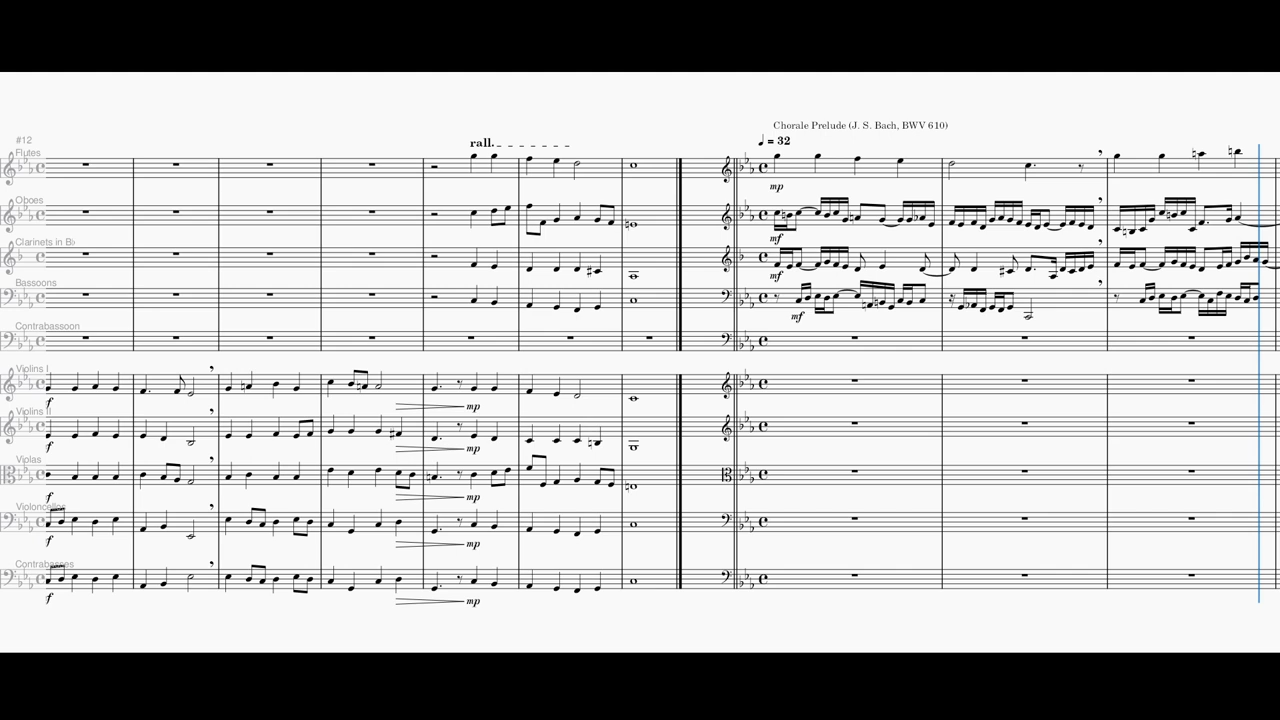 Chorale Prelude (J. S. Bach, BWV 610)
#12
rall.
= 32
Flutes
mp
Oboes
mf
Clarinets in B♭
mf
Bassoons
mf
Contrabassoon
Violins I
f
mp
Violins II
f
mp
Violas
f
mp
Violoncellos
f
mp
Contrabasses
f
mp